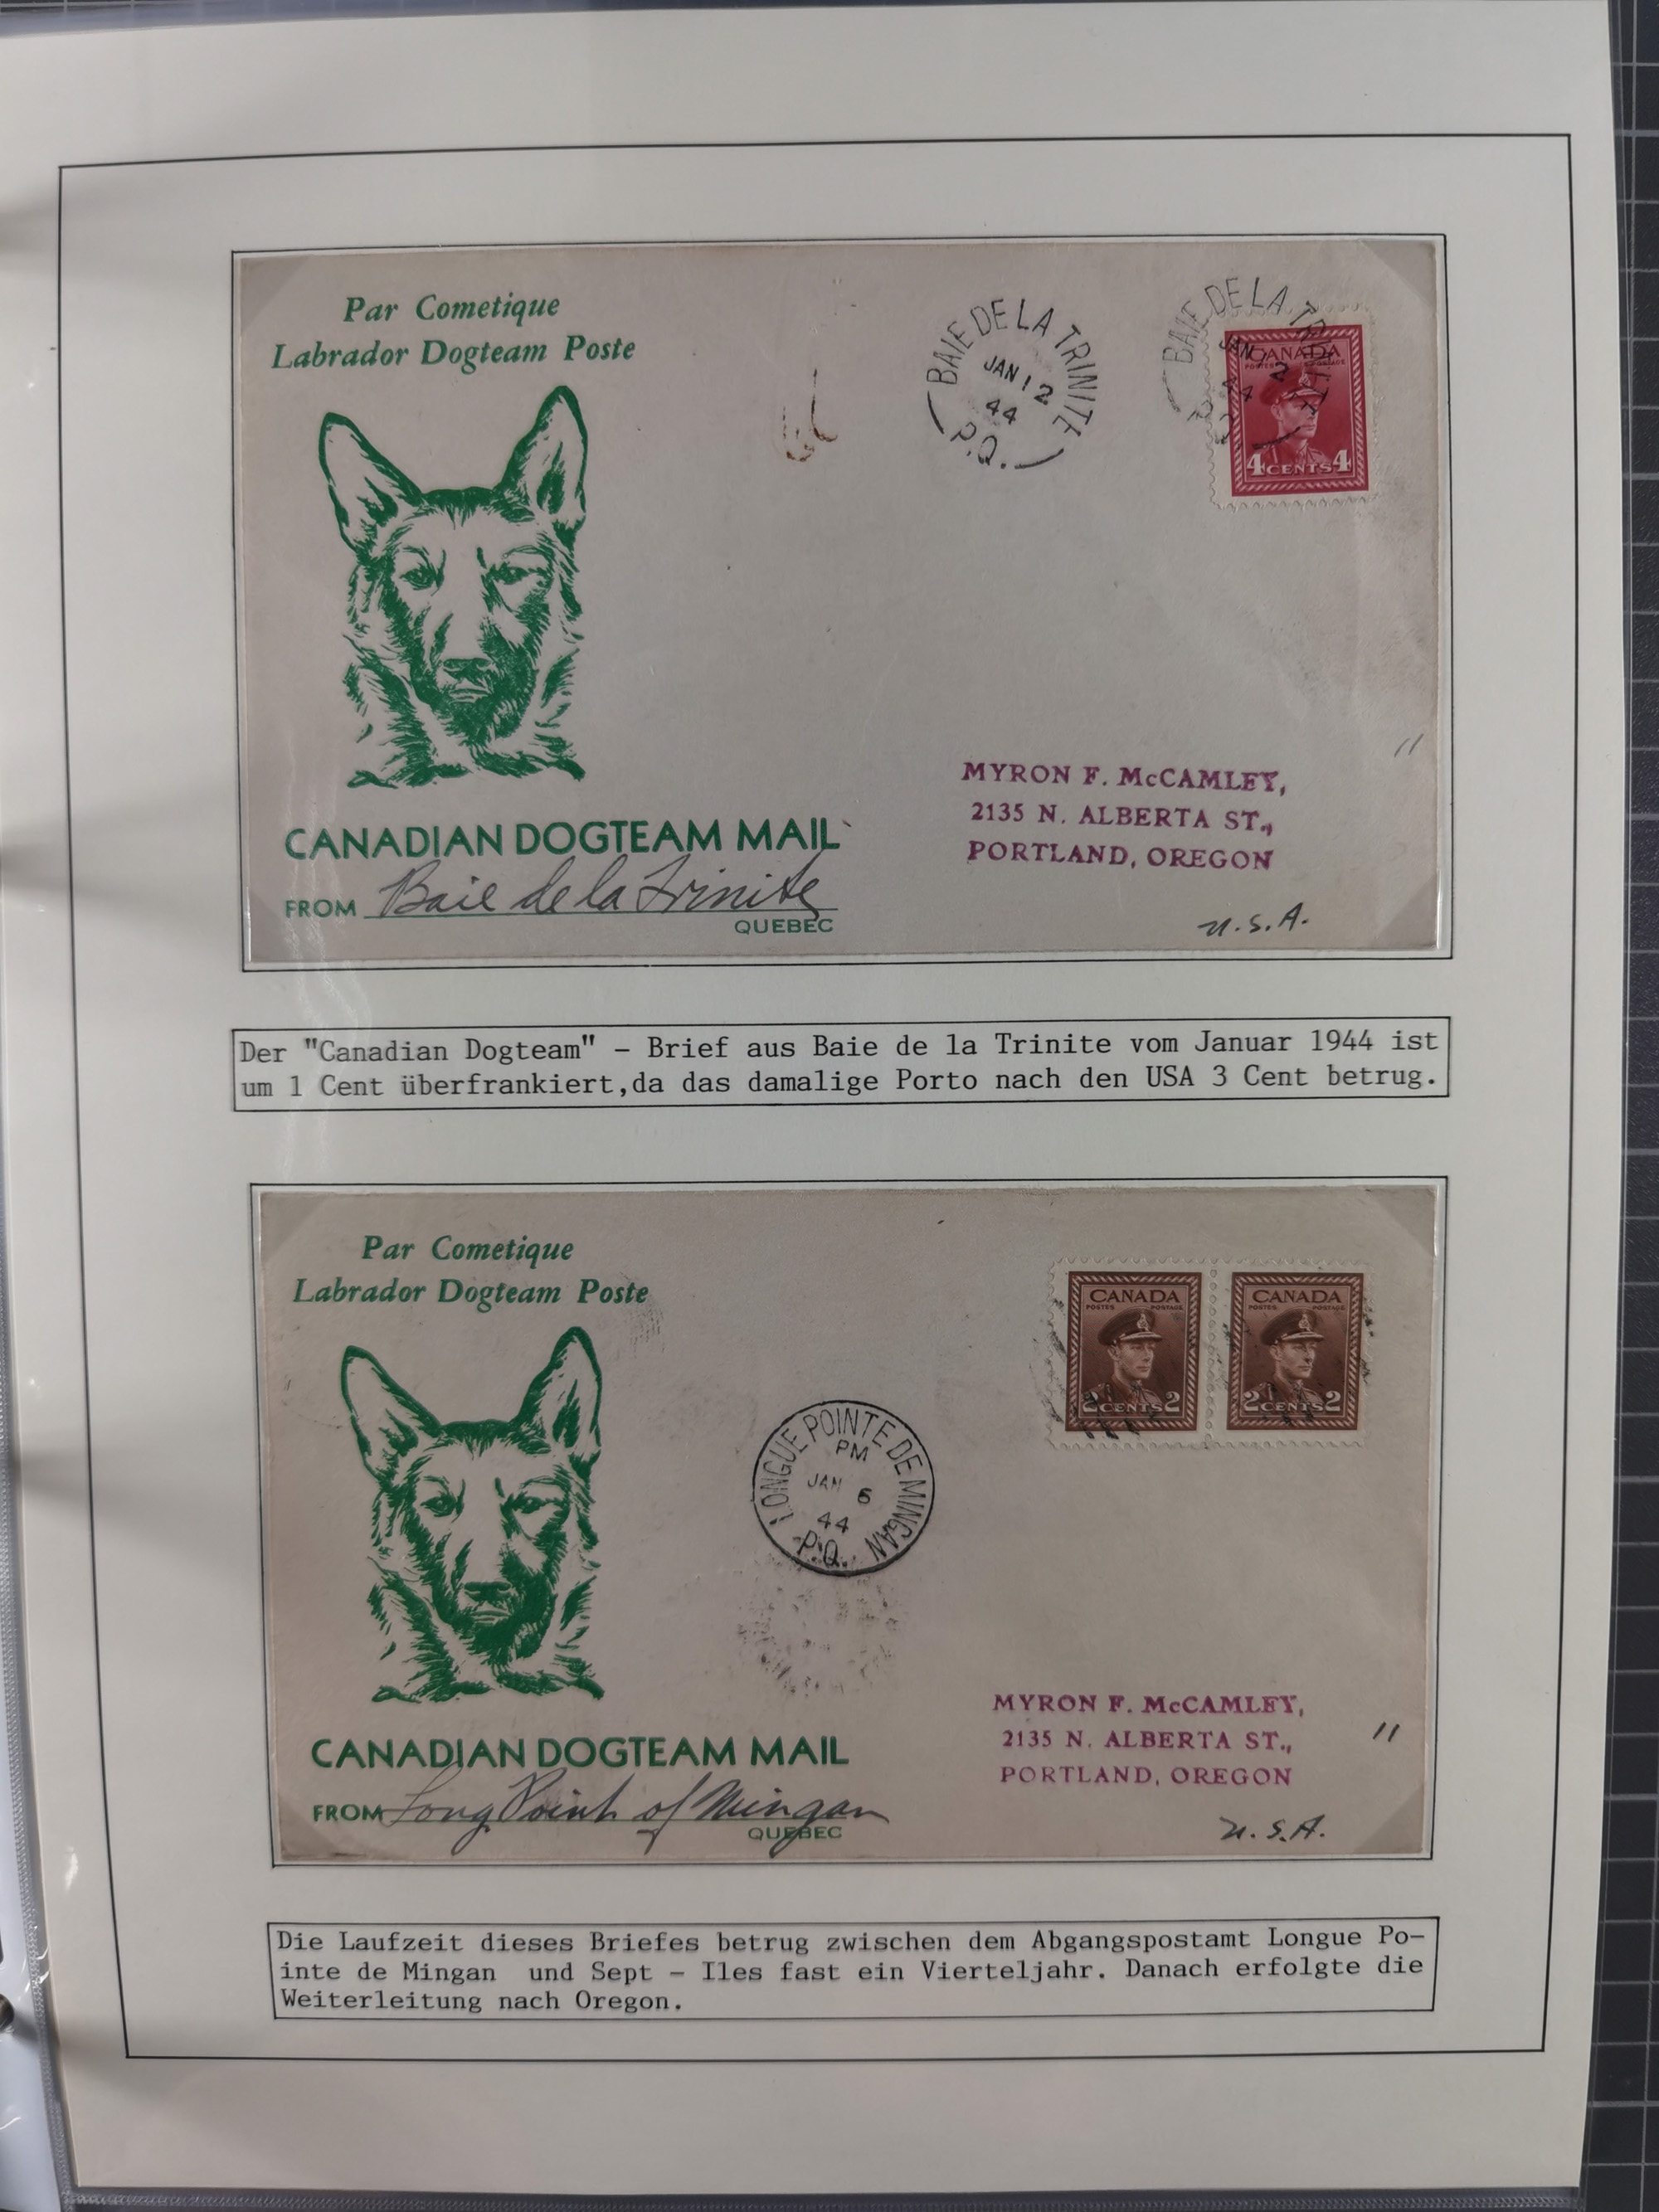 Par Cometique
Labrador Dogteam Poste
BAIE DE LA TRINITE
JAN 12
44
P.Q.
BAIE DE LA TRINITE
JAN 12
44
CANADA
POSTES POSTAGE
4 CENTS 4
MYRON F. McCAMLEY,
2135 N. ALBERTA ST.,
PORTLAND, OREGON
U.S.A.
CANADIAN DOGTEAM MAIL
FROM Baie de la Trinite
QUEBEC
Der "Canadian Dogteam" – Brief aus Baie de la Trinite vom Januar 1944 ist
um 1 Cent überfrankiert,da das damalige Porto nach den USA 3 Cent betrug.
Par Cometique
Labrador Dogteam Poste
CANADA
POSTES POSTAGE
2 CENTS 2
CANADA
POSTES POSTAGE
2 CENTS 2
LONGUE POINTE DE MINGAN
PM
JAN 6
44
P.Q.
MYRON F. McCAMLEY,
2135 N. ALBERTA ST.,
PORTLAND, OREGON
U.S.A.
11
CANADIAN DOGTEAM MAIL
FROM Long Point of Mingan
QUEBEC
Die Laufzeit dieses Briefes betrug zwischen dem Abgangspostamt Longue Po–
inte de Mingan und Sept – Iles fast ein Vierteljahr. Danach erfolgte die
Weiterleitung nach Oregon.